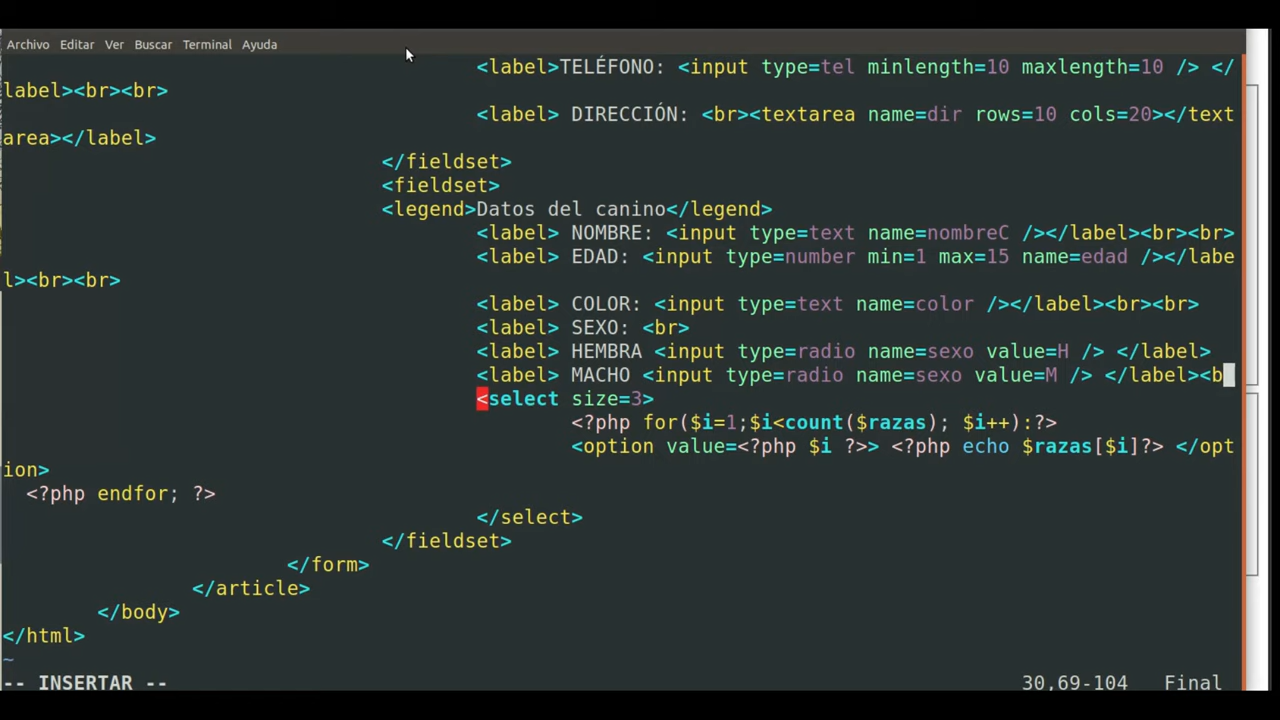 Archivo Editar Ver Buscar Terminal Ayuda
<label>TELÉFONO: <input type=tel minlength=10 maxlength=10 /> </
label><br><br>
<label> DIRECCIÓN: <br><textarea name=dir rows=10 cols=20></text
area></label>
</fieldset>
<fieldset>
<legend>Datos del canino</legend>
<label> NOMBRE: <input type=text name=nombreC /></label><br><br>
<label> EDAD: <input type=number min=1 max=15 name=edad /></labe
l><br><br>
<label> COLOR: <input type=text name=color /></label><br><br>
<label> SEXO: <br>
<label> HEMBRA <input type=radio name=sexo value=H /> </label>
<label> MACHO <input type=radio name=sexo value=M /> </label><b
<select size=3>
<?php for($i=1;$i<count($razas); $i++):?>
<option value=<?php $i ?>> <?php echo $razas[$i]?> </opt
ion>
<?php endfor; ?>
</select>
</fieldset>
</form>
</article>
</body>
</html>
~
-- INSERTAR -- 30,69-104 Final